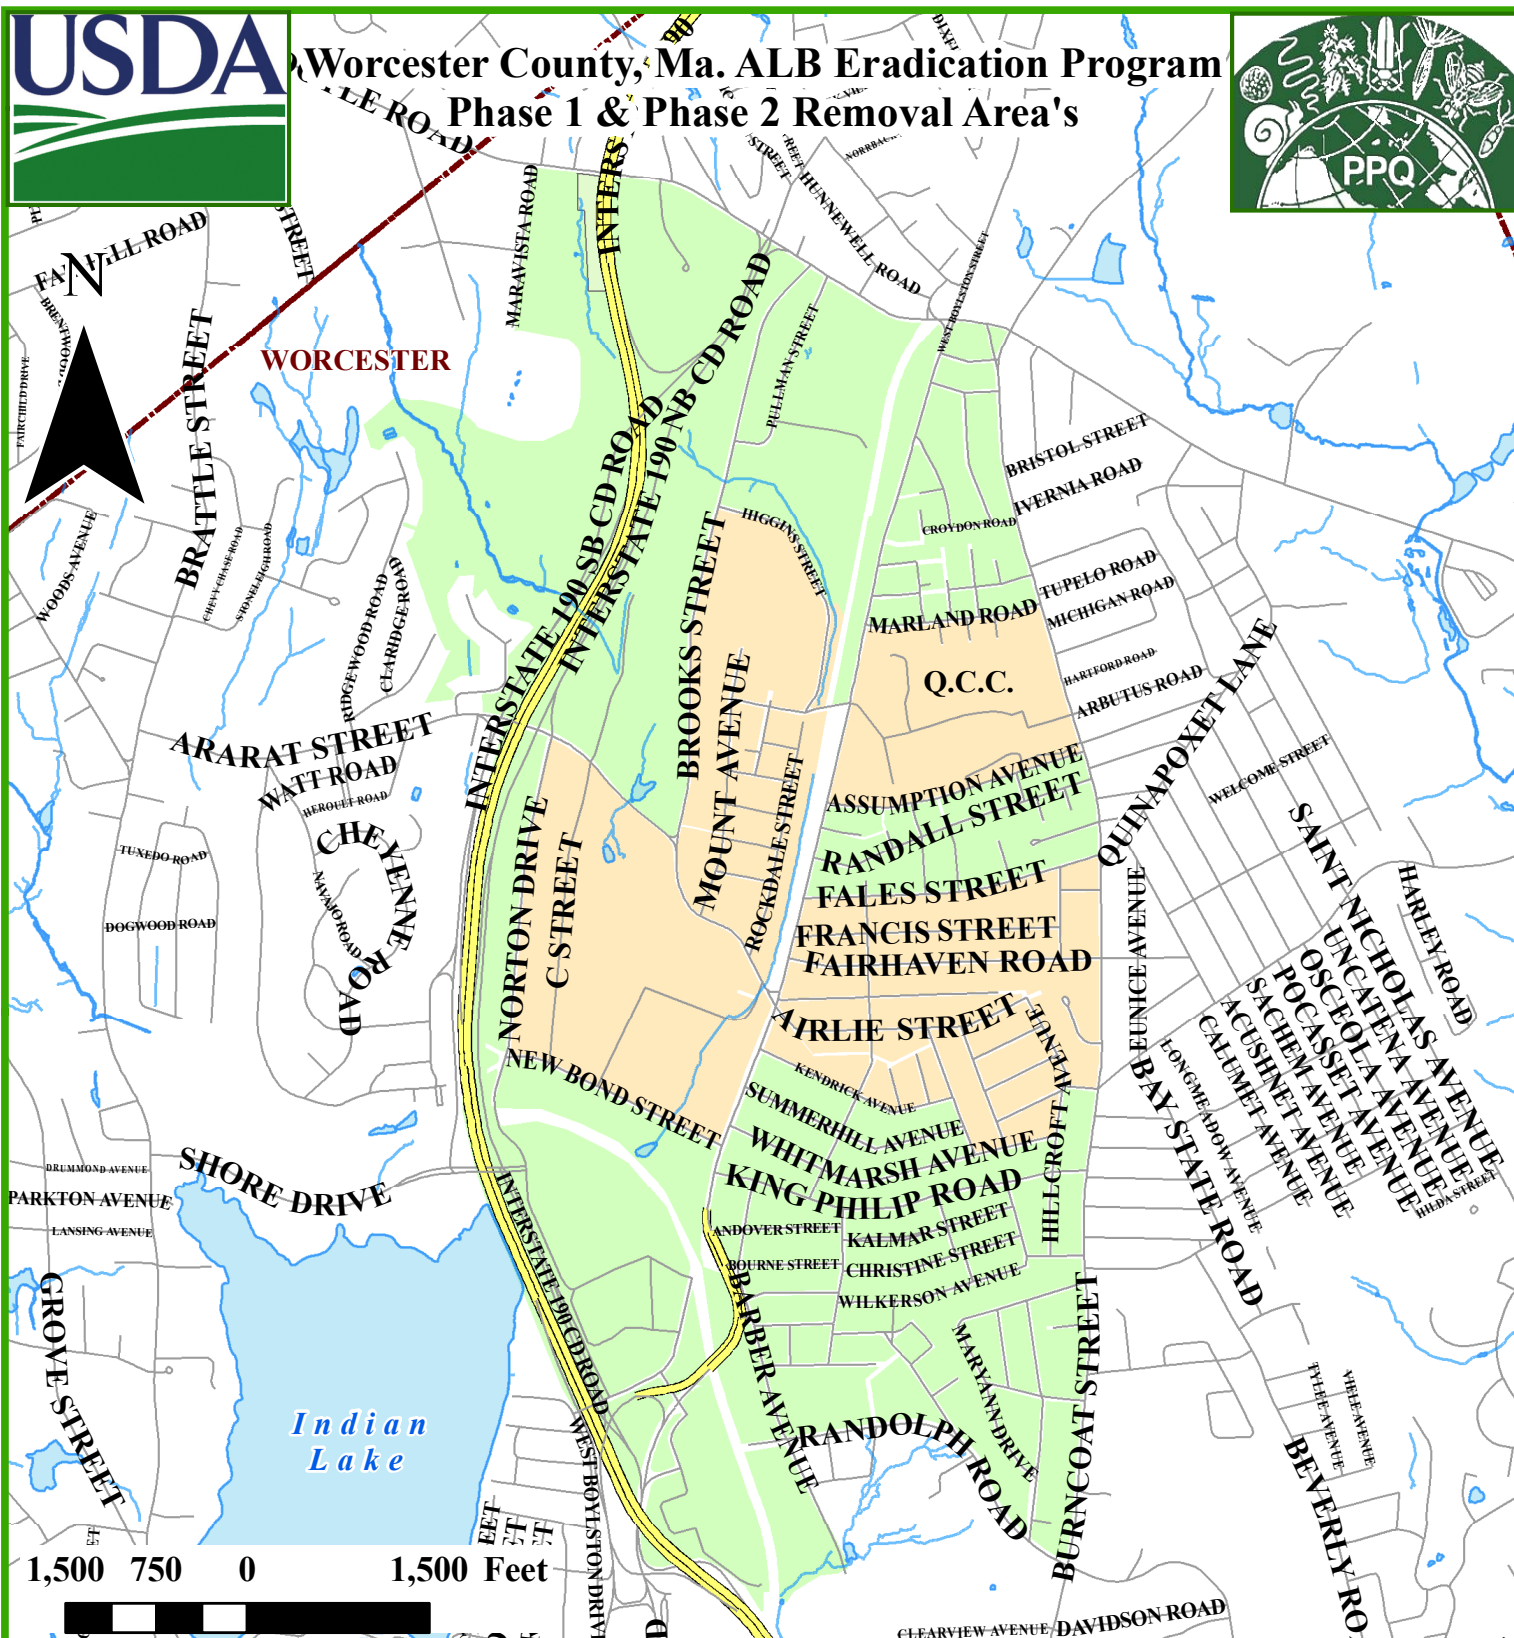 USDA
Worcester County, Ma. ALB Eradication Program
Phase 1 & Phase 2 Removal Area's
PPQ
N
WORCESTER
MARAVISTA ROAD
HUNNEWELL ROAD
STREET
WEST BOYLSTON STREET
PULLMAN STREET
BRATTLE STREET
FAIRCHILD DRIVE
INTERSTATE 190 SB CD ROAD
INTERSTATE 190 NB CD ROAD
BRISTOL STREET
IVERNIA ROAD
CROYDON ROAD
HIGGINS STREET
WOODS AVENUE
CHEVY CHASE ROAD
STONELEIGH ROAD
RIDGEWOOD ROAD
CLARIDGE ROAD
BROOKS STREET
TUPELO ROAD
MICHIGAN ROAD
MARLAND ROAD
Q.C.C.
HARTFORD ROAD
ARBUTUS ROAD
QUINAPOXET LANE
ARARAT STREET
WATT ROAD
HEROULT ROAD
CHEYENNE ROAD
NAVAJO ROAD
TUXEDO ROAD
DOGWOOD ROAD
MOUNT AVENUE
ROCKDALE STREET
NORTON DRIVE
C STREET
ASSUMPTION AVENUE
RANDALL STREET
FALES STREET
FRANCIS STREET
FAIRHAVEN ROAD
AIRLIE STREET
WELCOME STREET
SAINT NICHOLAS AVENUE
HARLEY ROAD
UNCATENA AVENUE
OSCEOLA AVENUE
POCASSET AVENUE
SACHEM AVENUE
ACUSHNET AVENUE
CALUMET AVENUE
LONGMEADOW AVENUE
HILDA STREET
EUNICE AVENUE
BAY STATE ROAD
NEW BOND STREET
KENDRICK AVENUE
SUMMERHILL AVENUE
WHITMARSH AVENUE
KING PHILIP ROAD
HILLCROFT AVENUE
DRUMMOND AVENUE
PARKTON AVENUE
LANSING AVENUE
SHORE DRIVE
GROVE STREET
ANDOVER STREET
KALMAR STREET
BOURNE STREET
CHRISTINE STREET
WILKERSON AVENUE
INTERSTATE 190 CD ROAD
BARBER AVENUE
MARYANN DRIVE
BURNCOAT STREET
RANDOLPH ROAD
Indian
Lake
WEST BOYLSTON DRIV
TYLEE AVENUE
VIELE AVENUE
BEVERLY RO
1,500 750 0 1,500 Feet
CLEARVIEW AVENUE
DAVIDSON ROAD